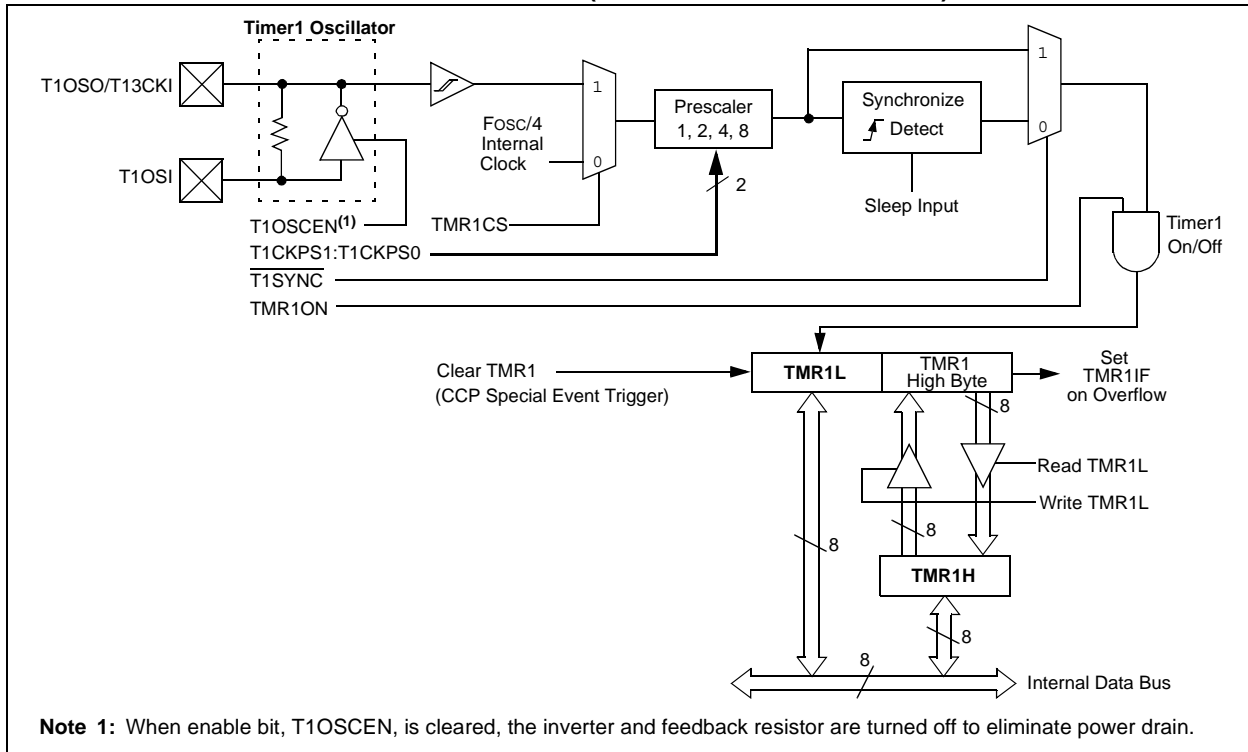 Timer1 Oscillator
T1OSO/T13CKI
T1OSI
FOSC/4
Internal
Clock
1
0
Prescaler
1, 2, 4, 8
2
Synchronize
Detect
Sleep Input
1
0
T1OSCEN(1)
TMR1CS
T1CKPS1:T1CKPS0
T1SYNC
TMR1ON
Timer1
On/Off
Clear TMR1
(CCP Special Event Trigger)
TMR1L
TMR1
High Byte
Set
TMR1IF
on Overflow
8
Read TMR1L
Write TMR1L
8
8
TMR1H
8
8
Internal Data Bus
Note 1: When enable bit, T1OSCEN, is cleared, the inverter and feedback resistor are turned off to eliminate power drain.